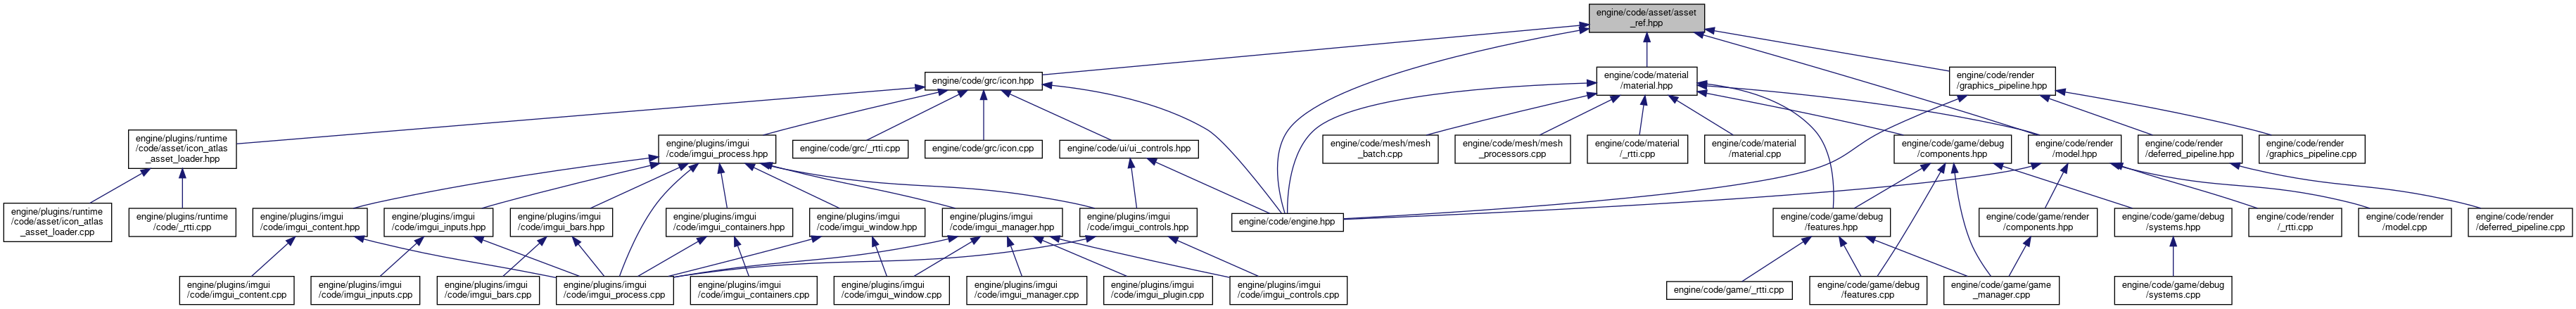 engine/code/asset/asset
_ref.hpp
engine/code/grc/icon.hpp
engine/code/material
/material.hpp
engine/code/render
/graphics_pipeline.hpp
engine/plugins/runtime
/code/asset/icon_atlas
_asset_loader.hpp
engine/plugins/imgui
/code/imgui_process.hpp
engine/code/grc/_rtti.cpp
engine/code/grc/icon.cpp
engine/code/ui/ui_controls.hpp
engine/code/mesh/mesh
_batch.cpp
engine/code/mesh/mesh
_processors.cpp
engine/code/material
/_rtti.cpp
engine/code/material
/material.cpp
engine/code/game/debug
/components.hpp
engine/code/render
/model.hpp
engine/code/render
/deferred_pipeline.hpp
engine/code/render
/graphics_pipeline.cpp
engine/plugins/runtime
/code/asset/icon_atlas
_asset_loader.cpp
engine/plugins/runtime
/code/_rtti.cpp
engine/plugins/imgui
/code/imgui_content.hpp
engine/plugins/imgui
/code/imgui_inputs.hpp
engine/plugins/imgui
/code/imgui_bars.hpp
engine/plugins/imgui
/code/imgui_containers.hpp
engine/plugins/imgui
/code/imgui_window.hpp
engine/plugins/imgui
/code/imgui_manager.hpp
engine/plugins/imgui
/code/imgui_controls.hpp
engine/code/engine.hpp
engine/code/game/debug
/features.hpp
engine/code/game/render
/components.hpp
engine/code/game/debug
/systems.hpp
engine/code/render
/_rtti.cpp
engine/code/render
/model.cpp
engine/code/render
/deferred_pipeline.cpp
engine/plugins/imgui
/code/imgui_content.cpp
engine/plugins/imgui
/code/imgui_inputs.cpp
engine/plugins/imgui
/code/imgui_bars.cpp
engine/plugins/imgui
/code/imgui_process.cpp
engine/plugins/imgui
/code/imgui_containers.cpp
engine/plugins/imgui
/code/imgui_window.cpp
engine/plugins/imgui
/code/imgui_manager.cpp
engine/plugins/imgui
/code/imgui_plugin.cpp
engine/plugins/imgui
/code/imgui_controls.cpp
engine/code/game/_rtti.cpp
engine/code/game/debug
/features.cpp
engine/code/game/game
_manager.cpp
engine/code/game/debug
/systems.cpp